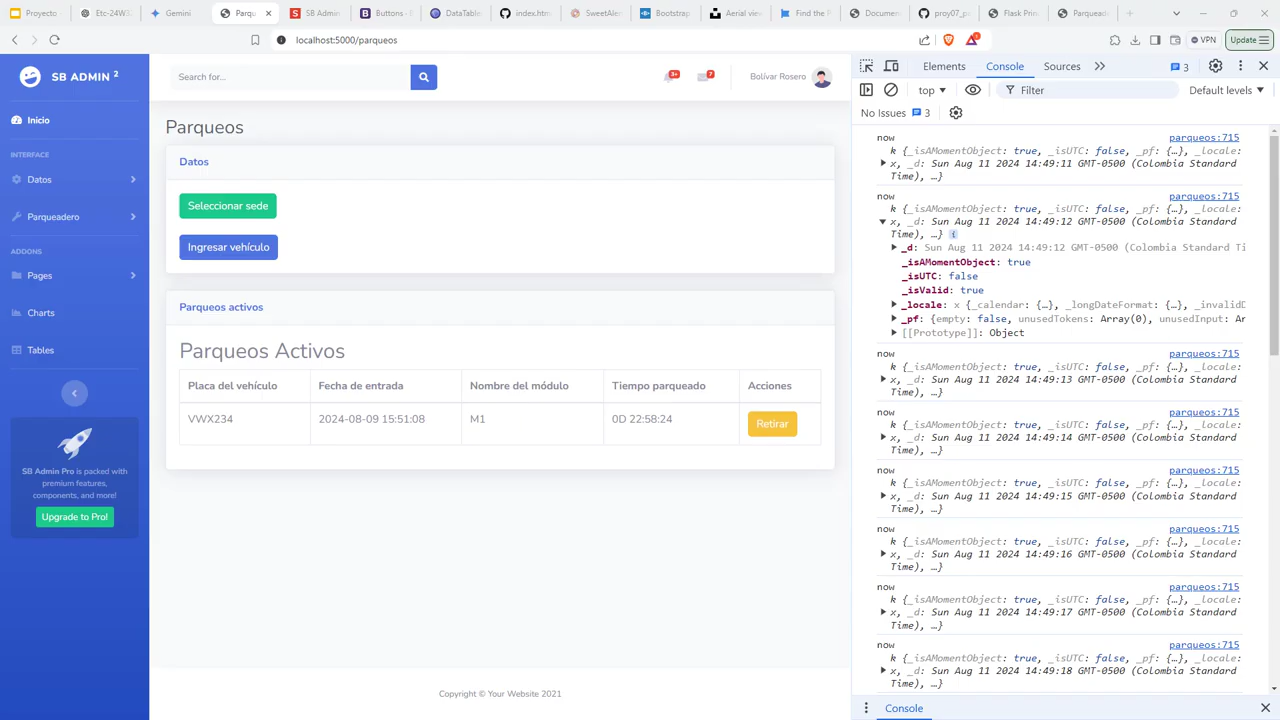 Proyecto
Etc-24W3
Gemini
Parqu
SB Admin
Buttons
DataTable
index.htm
SweetAler
Bootstrap
Aerial view
Find the
Document
proy07_pa
Flask Print
Parqueade
localhost:5000/parqueos
VPN
Update
SB ADMIN 2
Inicio
INTERFACE
Datos
Parqueadero
ADDONS
Pages
Charts
Tables
SB Admin Pro is packed with
premium features,
components, and more!
Upgrade to Pro!
Search for...
3+
7
Bolívar Rosero
Parqueos
Datos
Seleccionar sede
Ingresar vehículo
Parqueos activos
Parqueos Activos
Placa del vehículo Fecha de entrada Nombre del módulo Tiempo parqueado Acciones
VWX234 2024-08-09 15:51:08 M1 0D 22:58:24 Retirar
Copyright © Your Website 2021
Elements Console Sources 3
top Filter Default levels
No Issues 3
now parqueos:715
k {_isAMomentObject: true, _isUTC: false, _pf: {…}, _locale:
x, _d: Sun Aug 11 2024 14:49:11 GMT-0500 (Colombia Standard
Time), …}
now parqueos:715
k {_isAMomentObject: true, _isUTC: false, _pf: {…}, _locale:
x, _d: Sun Aug 11 2024 14:49:12 GMT-0500 (Colombia Standard
Time), …} i
_d: Sun Aug 11 2024 14:49:12 GMT-0500 (Colombia Standard Ti
_isAMomentObject: true
_isUTC: false
_isValid: true
_locale: x {_calendar: {…}, _longDateFormat: {…}, _invalidD
_pf: {empty: false, unusedTokens: Array(0), unusedInput: Ar
[[Prototype]]: Object
now parqueos:715
k {_isAMomentObject: true, _isUTC: false, _pf: {…}, _locale:
x, _d: Sun Aug 11 2024 14:49:13 GMT-0500 (Colombia Standard
Time), …}
now parqueos:715
k {_isAMomentObject: true, _isUTC: false, _pf: {…}, _locale:
x, _d: Sun Aug 11 2024 14:49:14 GMT-0500 (Colombia Standard
Time), …}
now parqueos:715
k {_isAMomentObject: true, _isUTC: false, _pf: {…}, _locale:
x, _d: Sun Aug 11 2024 14:49:15 GMT-0500 (Colombia Standard
Time), …}
now parqueos:715
k {_isAMomentObject: true, _isUTC: false, _pf: {…}, _locale:
x, _d: Sun Aug 11 2024 14:49:16 GMT-0500 (Colombia Standard
Time), …}
now parqueos:715
k {_isAMomentObject: true, _isUTC: false, _pf: {…}, _locale:
x, _d: Sun Aug 11 2024 14:49:17 GMT-0500 (Colombia Standard
Time), …}
now parqueos:715
k {_isAMomentObject: true, _isUTC: false, _pf: {…}, _locale:
x, _d: Sun Aug 11 2024 14:49:18 GMT-0500 (Colombia Standard
Time), …}
Console